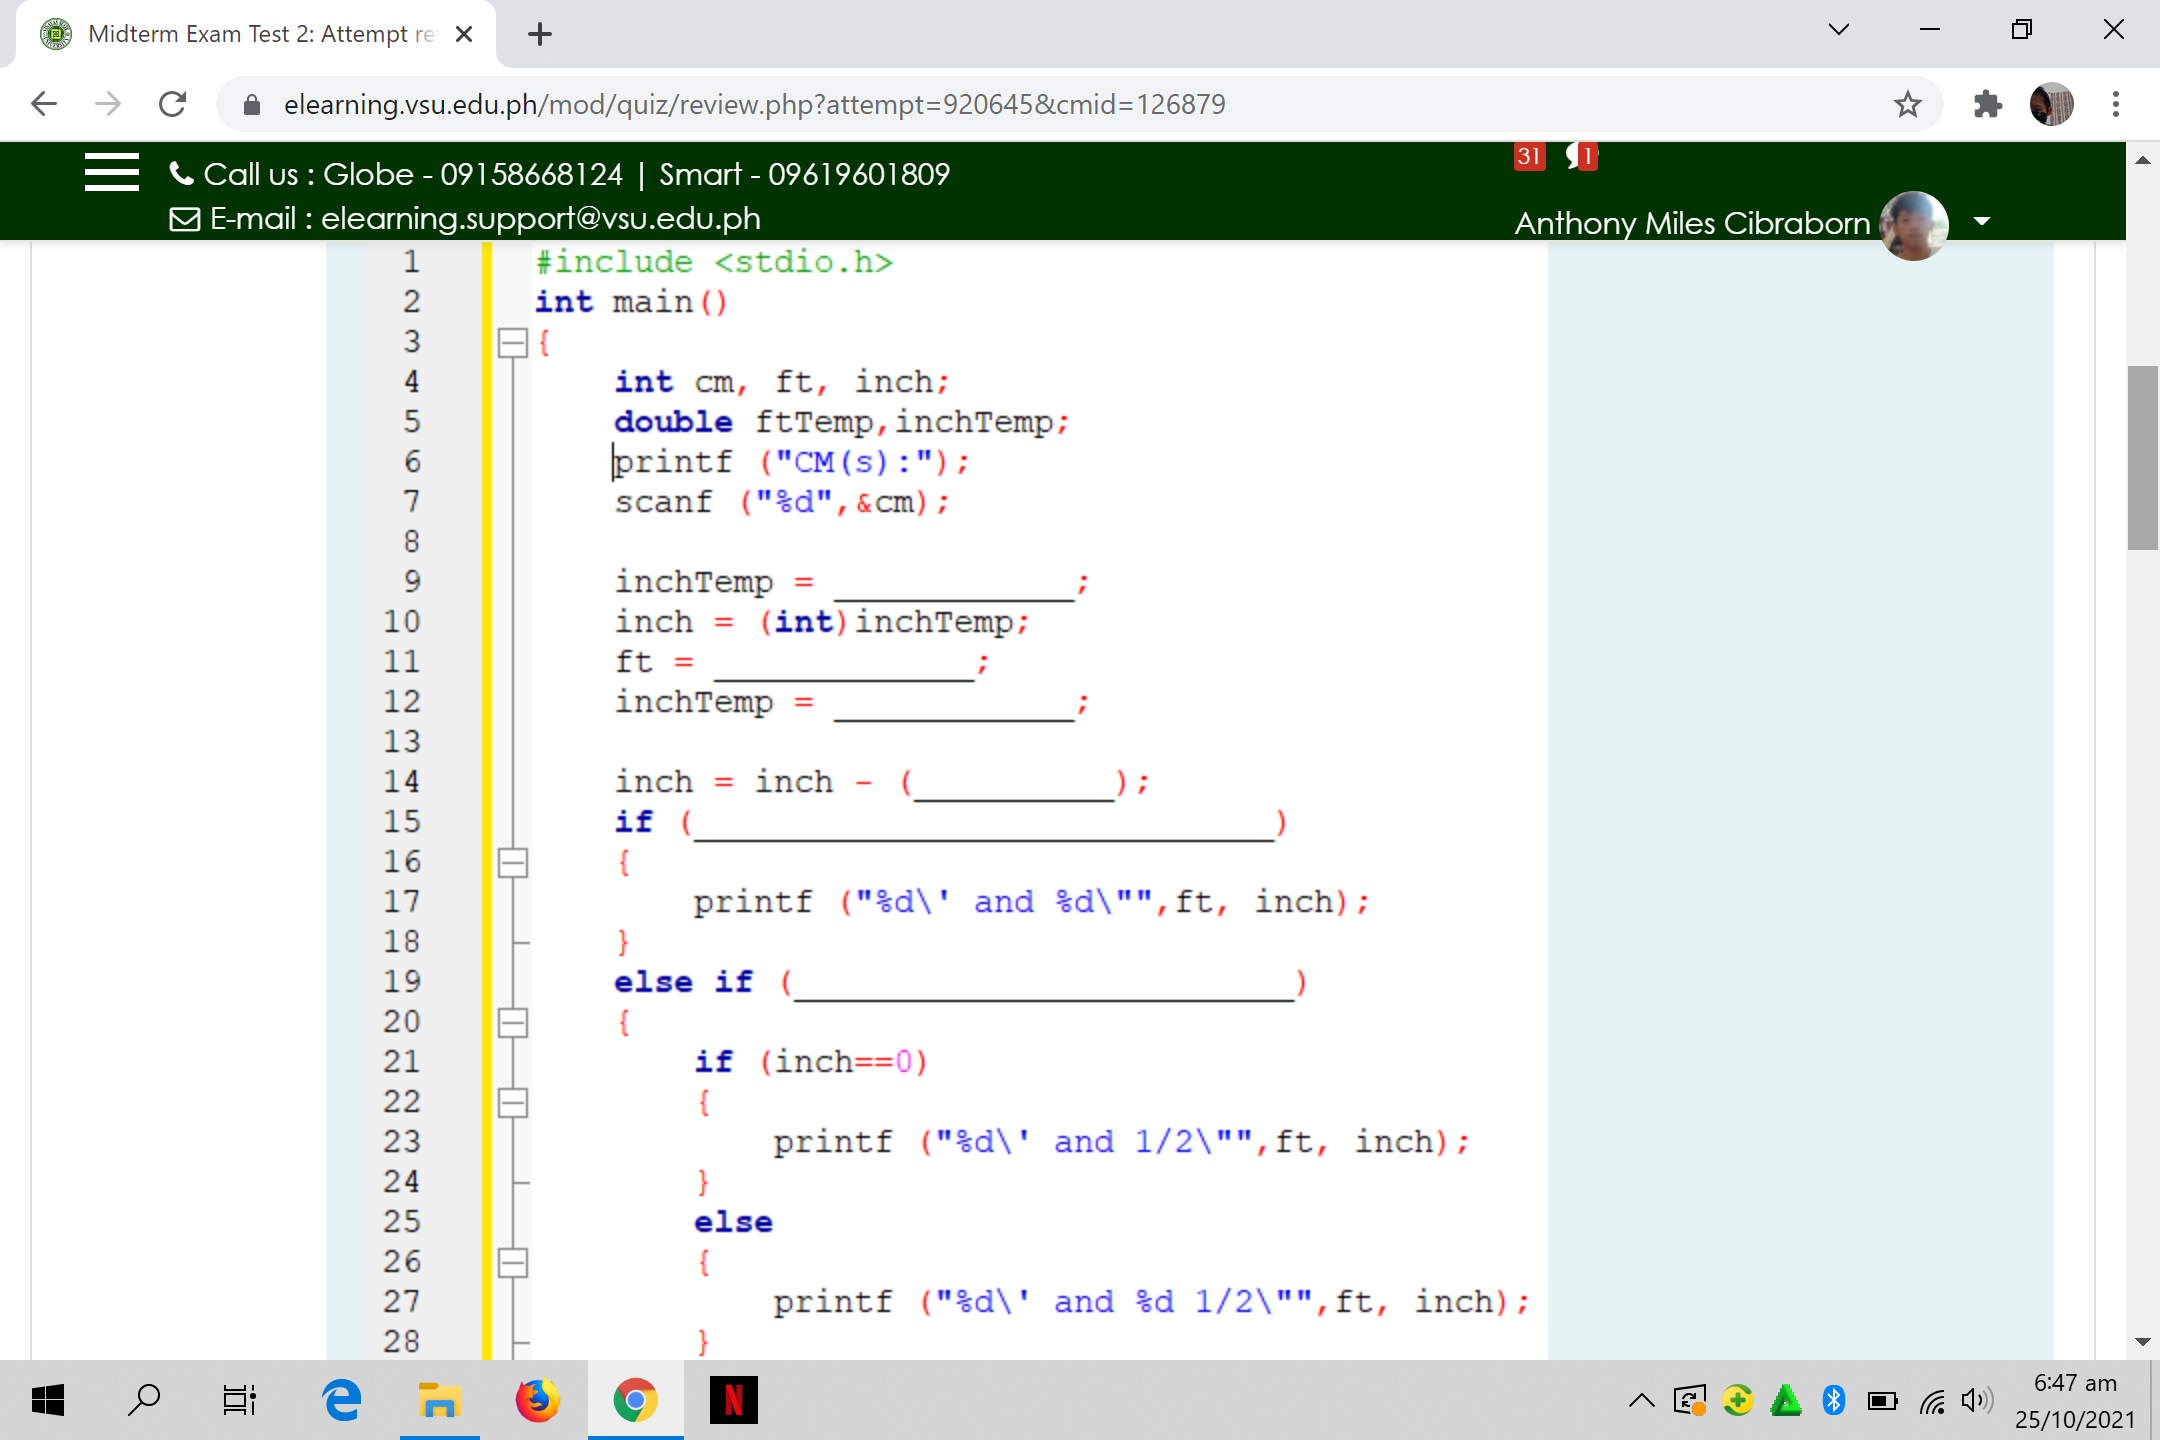 Midterm Exam Test 2: Attempt re
elearning.vsu.edu.ph/mod/quiz/review.php?attempt=920645&cmid=126879
Call us : Globe - 09158668124 | Smart - 09619601809
31 1
E-mail : elearning.support@vsu.edu.ph
Anthony Miles Cibraborn
1 #include <stdio.h>
2 int main()
3 {
4 int cm, ft, inch;
5 double ftTemp,inchTemp;
6 printf ("CM(s):");
7 scanf ("%d",&cm);
8
9 inchTemp = ____________;
10 inch = (int)inchTemp;
11 ft = _____________;
12 inchTemp = ____________;
13
14 inch = inch - (__________);
15 if (_____________________________)
16 {
17 printf ("%d\' and %d\"",ft, inch);
18 }
19 else if (_________________________)
20 {
21 if (inch==0)
22 {
23 printf ("%d\' and 1/2\"",ft, inch);
24 }
25 else
26 {
27 printf ("%d\' and %d 1/2\"",ft, inch);
28 }
N
6:47 am
25/10/2021